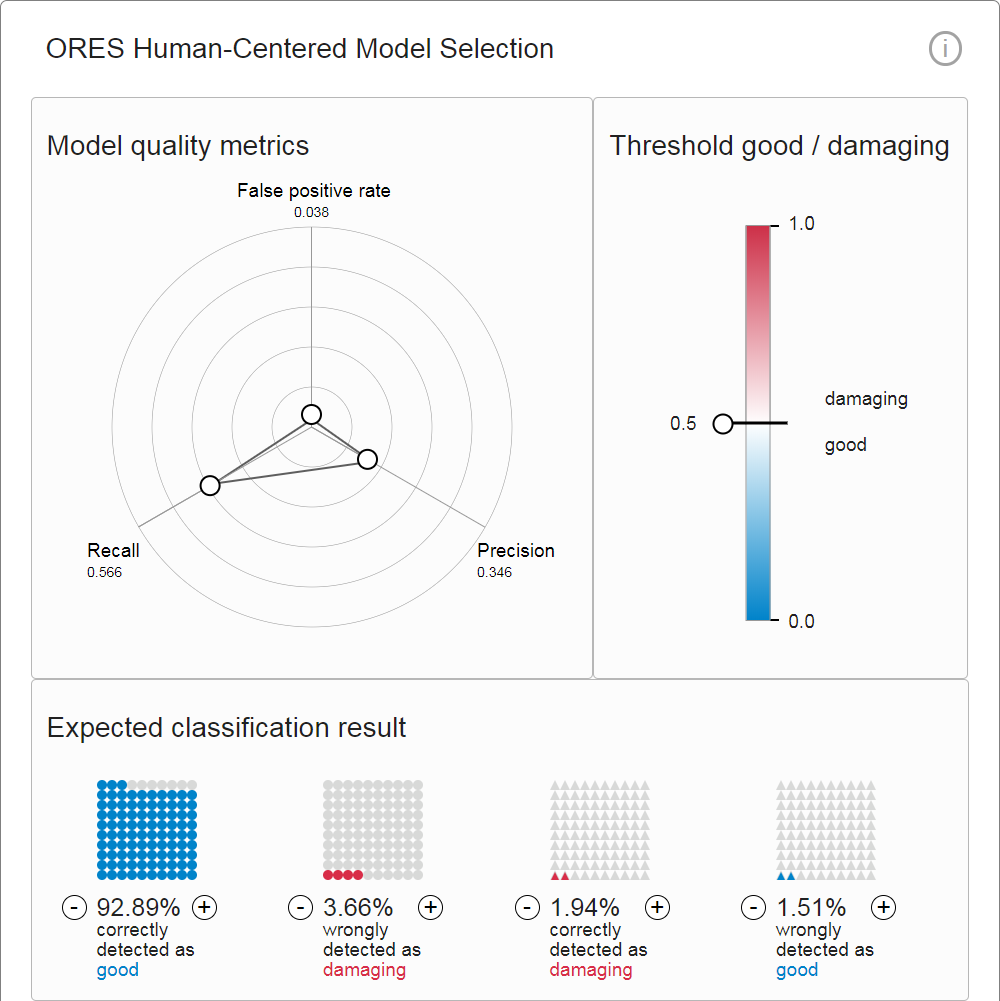 ORES Human-Centered Model Selection
i
Model quality metrics
False positive rate
0.038
Recall
0.566
Precision
0.346
Threshold good / damaging
1.0
damaging
0.5
good
0.0
Expected classification result
- 92.89% +
correctly
detected as
good
- 3.66% +
wrongly
detected as
damaging
- 1.94% +
correctly
detected as
damaging
- 1.51% +
wrongly
detected as
good